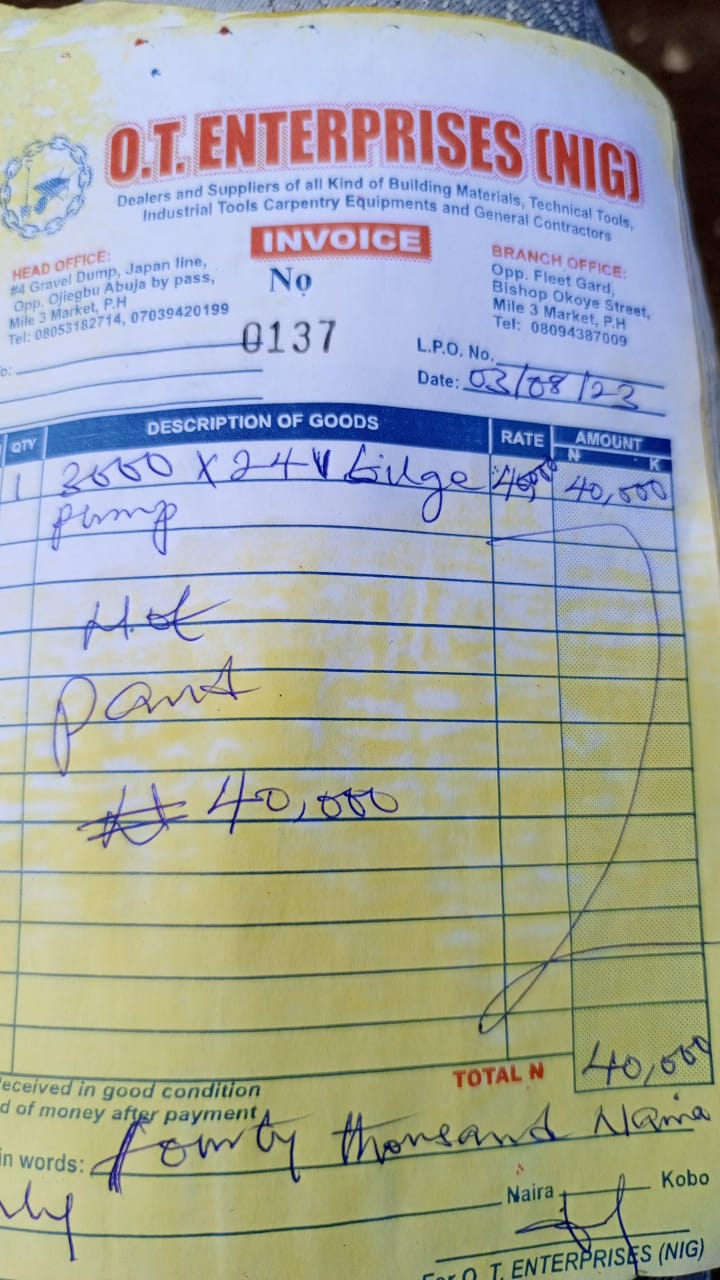 O.T. ENTERPRISES (NIG)
Dealers and Suppliers of all Kind of Building Materials, Technical Tools,
Industrial Tools Carpentry Equipments and General Contractors
INVOICE
HEAD OFFICE:
#4 Gravel Dump, Japan line,
Opp. Ojiegbu Abuja by pass,
Mile 3 Market, P.H
Tel: 08053182714, 07039420199
No
0137
BRANCH OFFICE:
Opp. Fleet Gard,
Bishop Okoye Street,
Mile 3 Market, P.H
Tel: 08094387009
L.P.O. No.
Date: 03/08/23
QTY DESCRIPTION OF GOODS RATE AMOUNT
N K
1 3000 X 24V bilge 40,000 40,000
pump
₦ 40,000
TOTAL N 40,000
eceived in good condition
d of money after payment
in words: fourty thousand Naira
Naira Kobo
For O.T. ENTERPRISES (NIG)